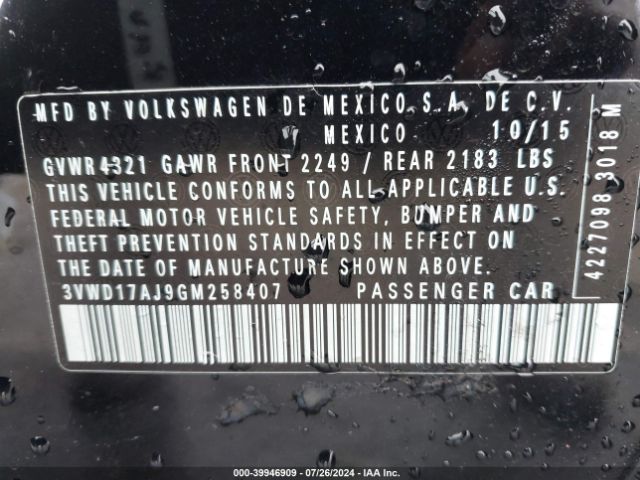 MFD BY VOLKSWAGEN DE MEXICO S.A. DE C.V.
MEXICO 10/15
GVWR 4321 GAWR FRONT 2249 / REAR 2183 LBS
THIS VEHICLE CONFORMS TO ALL APPLICABLE U.S.
FEDERAL MOTOR VEHICLE SAFETY, BUMPER AND
THEFT PREVENTION STANDARDS IN EFFECT ON
THE DATE OF MANUFACTURE SHOWN ABOVE.
3VWD17AJ9GM258407 PASSENGER CAR
4227098 3018 M
000-39946909 / 07/26/2024 / IAA Inc.